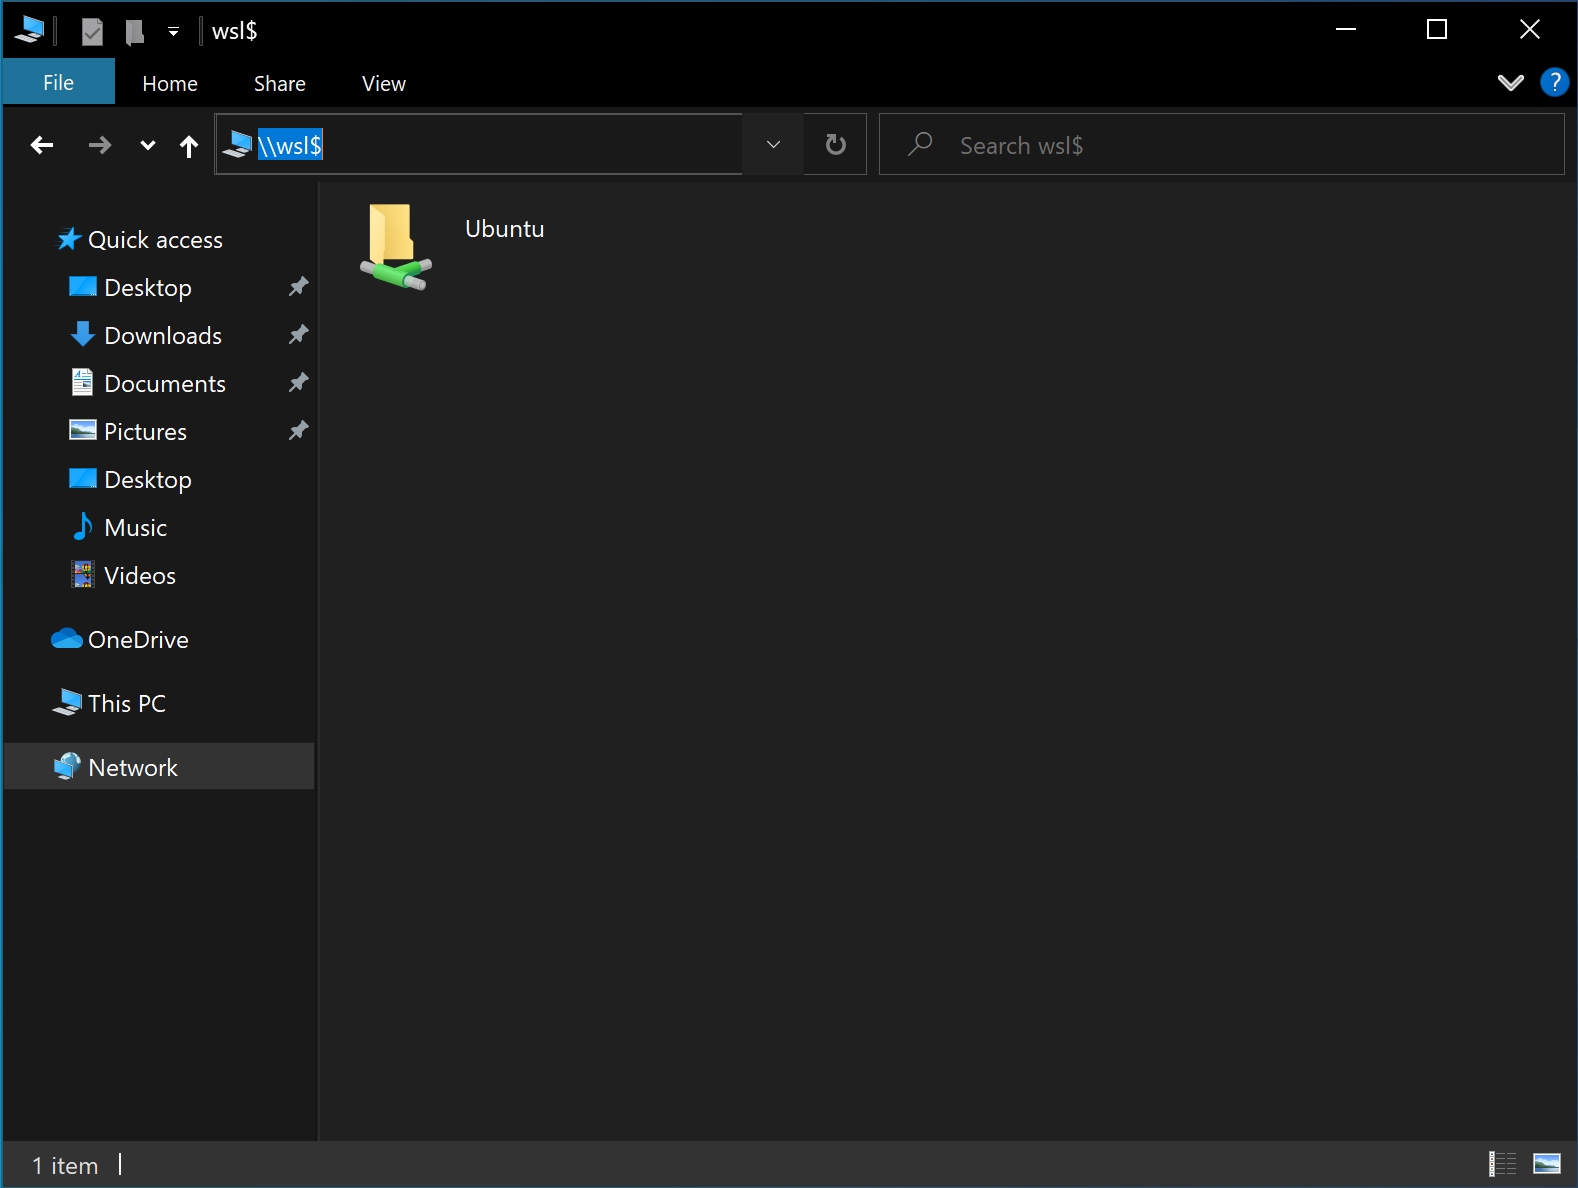 wsl$
File Home Share View ?
\\wsl$ Search wsl$
Ubuntu
Quick access
Desktop
Downloads
Documents
Pictures
Desktop
Music
Videos
OneDrive
This PC
Network
1 item